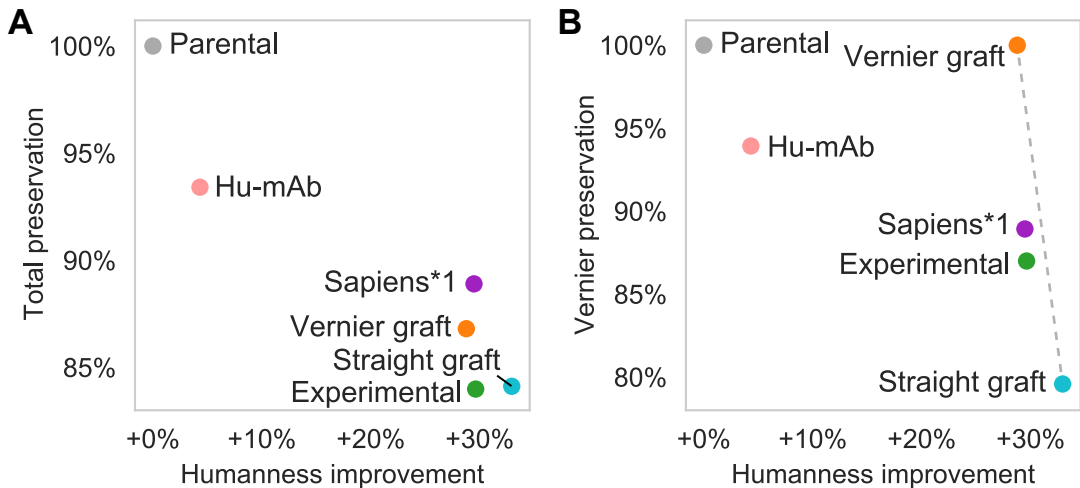 A
Total preservation
100%
95%
90%
85%
Parental
Hu-mAb
Sapiens*1
Vernier graft
Straight graft
Experimental
+0%
+10%
+20%
+30%
Humanness improvement
B
Vernier preservation
100%
95%
90%
85%
80%
Parental
Vernier graft
Hu-mAb
Sapiens*1
Experimental
Straight graft
+0%
+10%
+20%
+30%
Humanness improvement